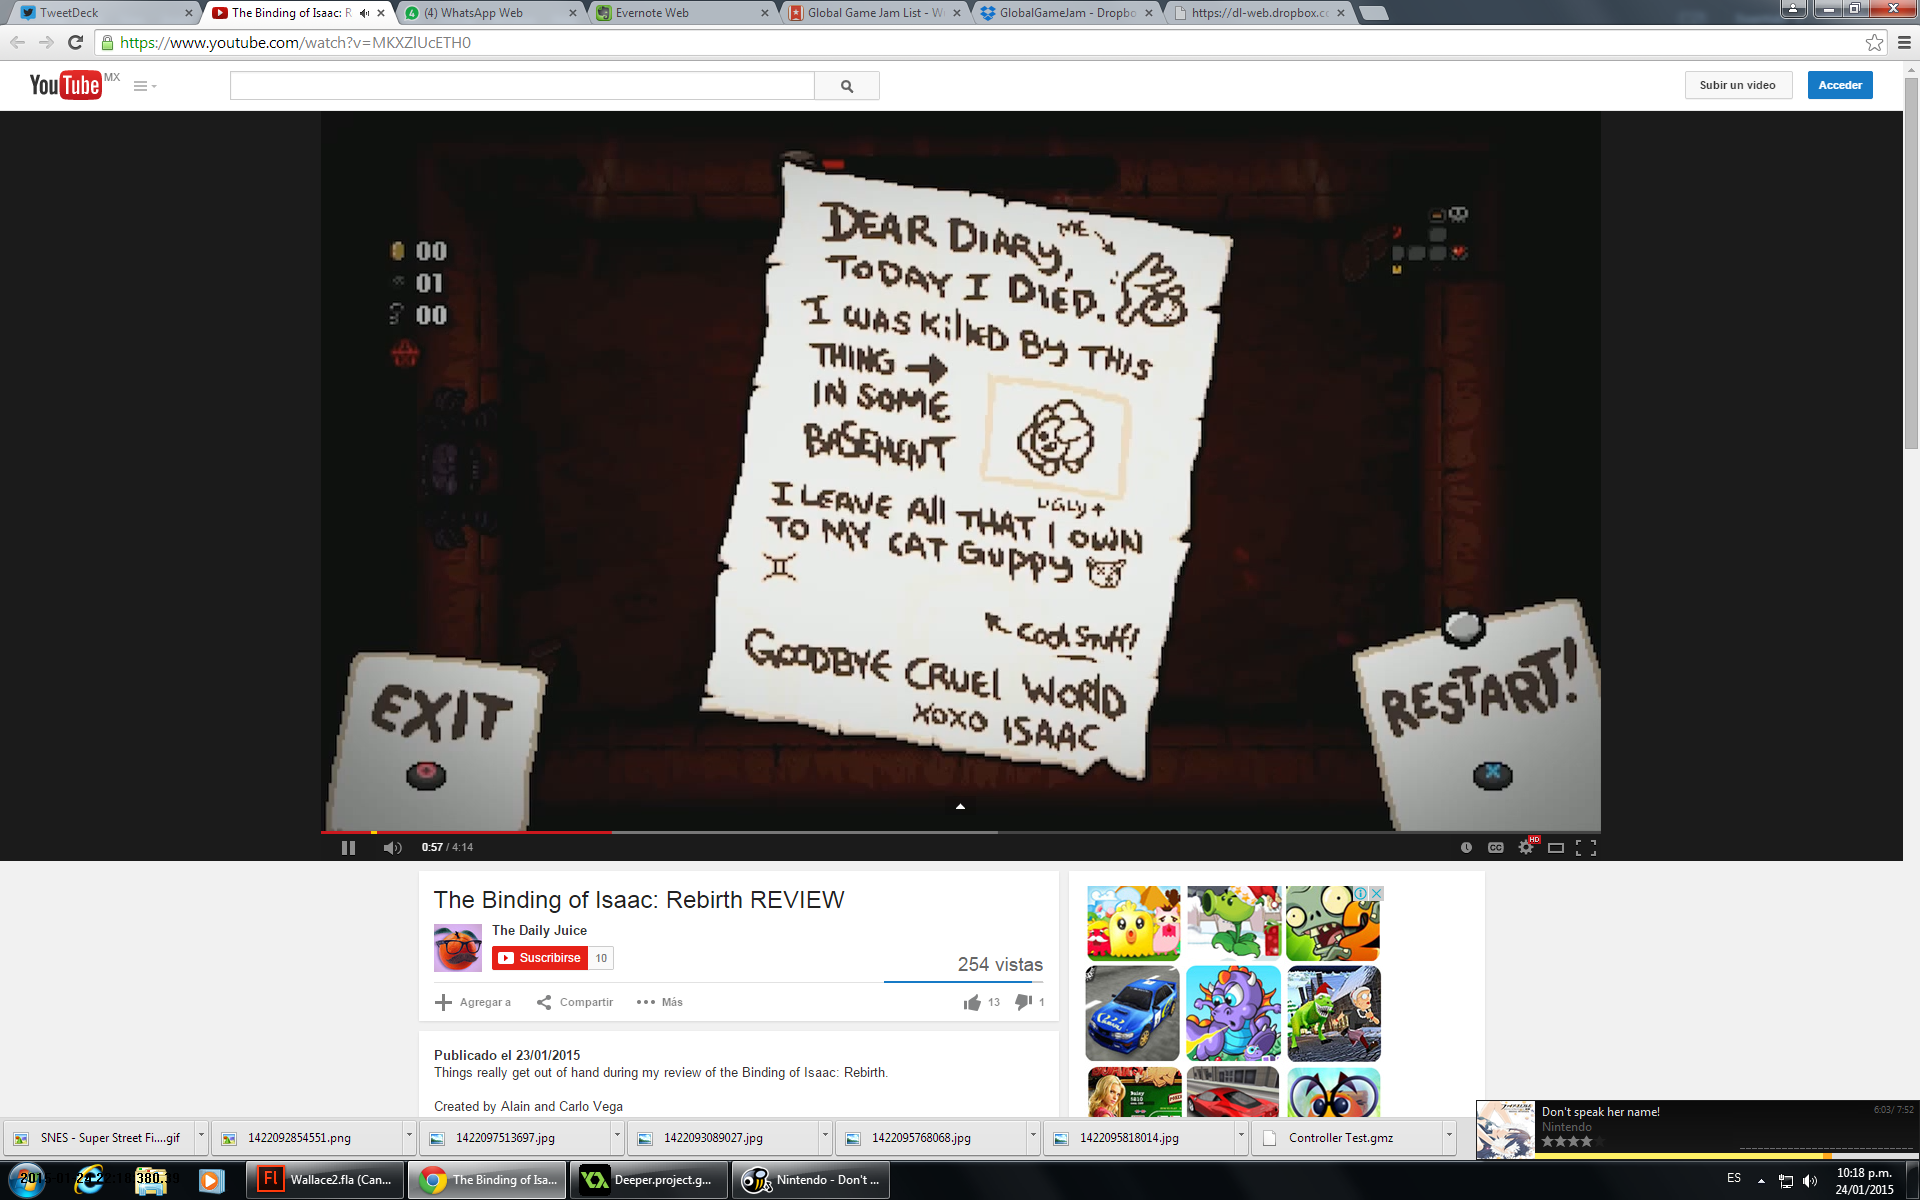 TweetDeck
The Binding of Isaac: R
(4) WhatsApp Web
Evernote Web
Global Game Jam List - W
GlobalGameJam - Dropbo
https://dl-web.dropbox.c
https://www.youtube.com/watch?v=MKXZlUcETH0
YouTube MX
Subir un video
Acceder
00
01
00
DEAR DIARY,
ME
TODAY I DIED.
I WAS KillED BY THIS
THING
IN SOME
BASEMENT
UGLY
I LEAVE All THAT I OWN
TO MY CAT GUPPY
Cool Stuff!
GOODBYE CRUEl WORlD
XOXO ISAAC
EXIT
RESTART!
0:57 / 4:14
CC
HD
The Binding of Isaac: Rebirth REVIEW
The Daily Juice
Suscribirse 10
254 vistas
Agregar a
Compartir
Más
13
1
2
Publicado el 23/01/2015
Things really get out of hand during my review of the Binding of Isaac: Rebirth.
Created by Alain and Carlo Vega
Don't speak her name!
6:03/ 7:52
Nintendo
SNES - Super Street Fi....gif
1422092854551.png
1422097513697.jpg
1422093089027.jpg
1422095768068.jpg
1422095818014.jpg
Controller Test.gmz
Fl
Wallace2.fla (Can...
The Binding of Isa...
Deeper.project.g...
Nintendo - Don't ...
ES
10:18 p.m.
24/01/2015